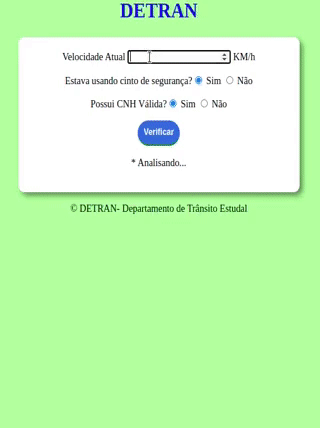 DETRAN
Velocidade Atual KM/h
Estava usando cinto de segurança? Sim Não
Possui CNH Válida? Sim Não
Verificar
* Analisando...
© DETRAN- Departamento de Trânsito Estudal